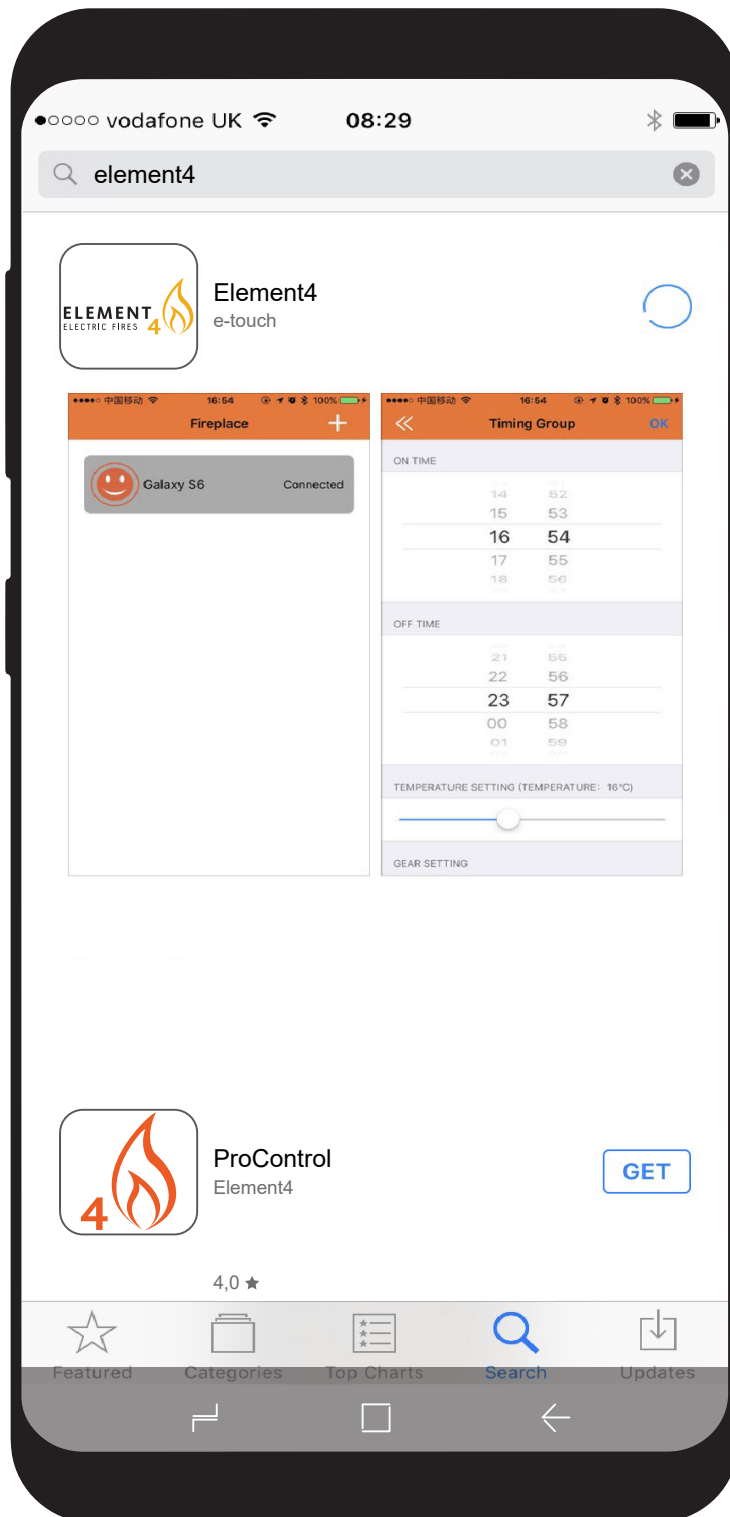 vodafone UK 08:29
element4
ELEMENT 4
ELECTRIC FIRES
Element4
e-touch
中国移动 16:54 100%
Fireplace +
Galaxy S6 Connected
中国移动 16:54 100%
Timing Group OK
ON TIME
14 52
15 53
16 54
17 55
18 56
OFF TIME
21 55
22 56
23 57
00 58
01 59
TEMPERATURE SETTING (TEMPERATURE: 16°C)
GEAR SETTING
4
ProControl
Element4
GET
4,0 ★
Featured Categories Top Charts Search Updates